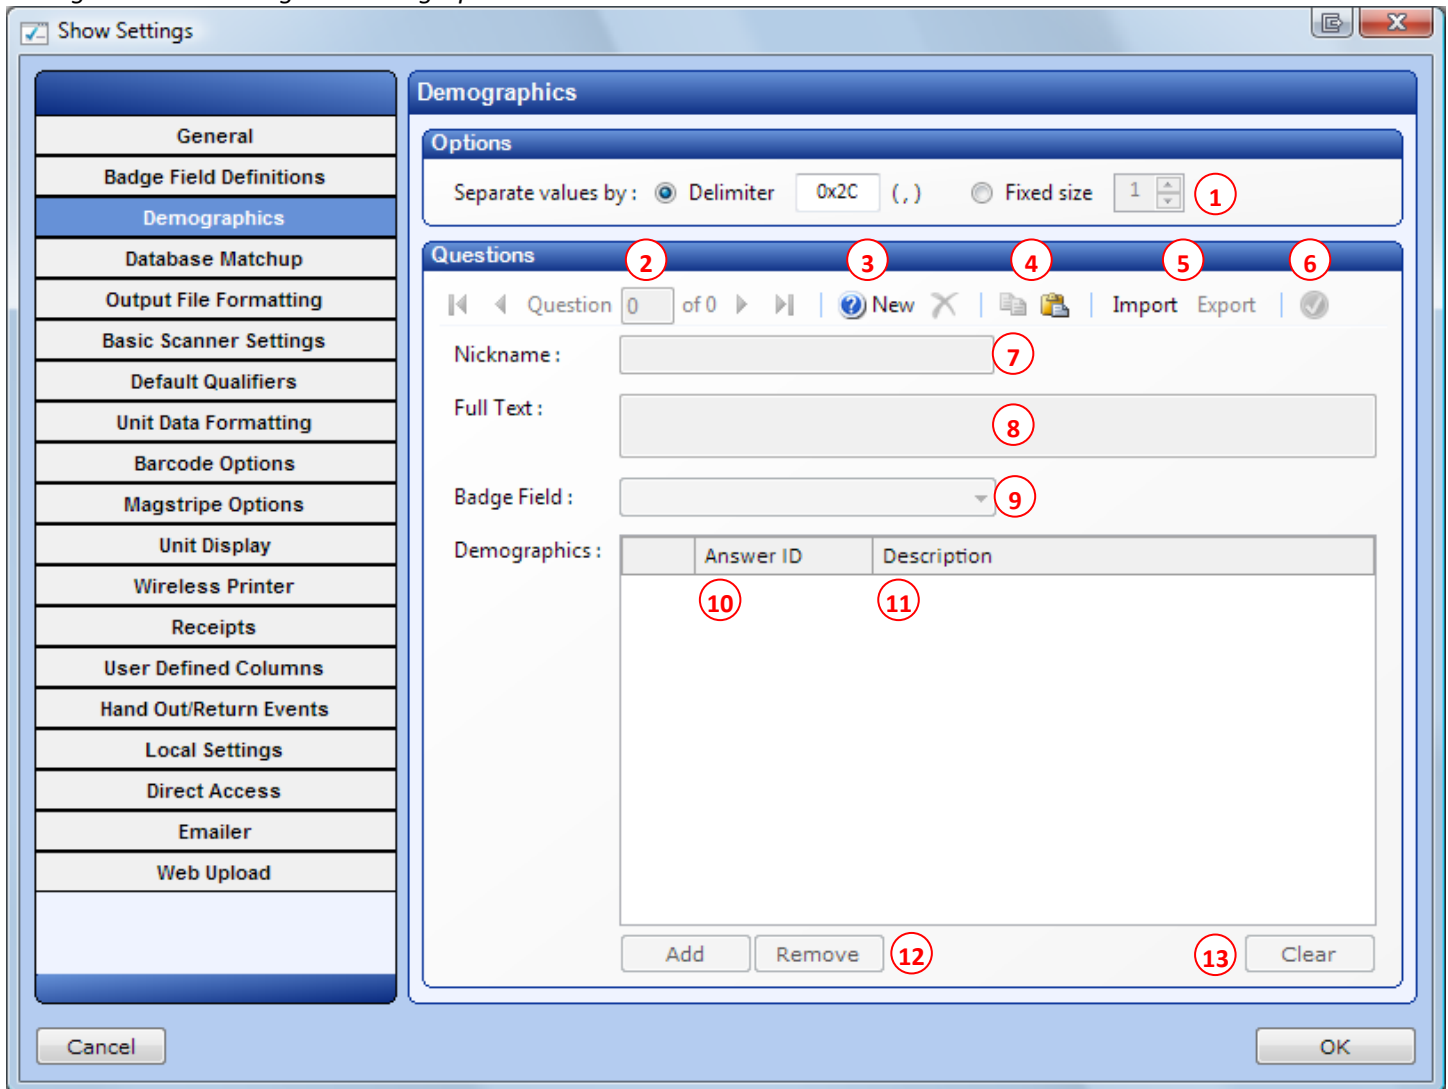 Show Settings
Demographics
General
Badge Field Definitions
Demographics
Database Matchup
Output File Formatting
Basic Scanner Settings
Default Qualifiers
Unit Data Formatting
Barcode Options
Magstripe Options
Unit Display
Wireless Printer
Receipts
User Defined Columns
Hand Out/Return Events
Local Settings
Direct Access
Emailer
Web Upload
Options
Separate values by : Delimiter 0x2C ( , ) Fixed size 1 1
Questions 2 3 4 5 6
Question 0 of 0 New Import Export
Nickname : 7
Full Text : 8
Badge Field : 9
Demographics : Answer ID Description
10 11
Add Remove 12 13 Clear
Cancel OK